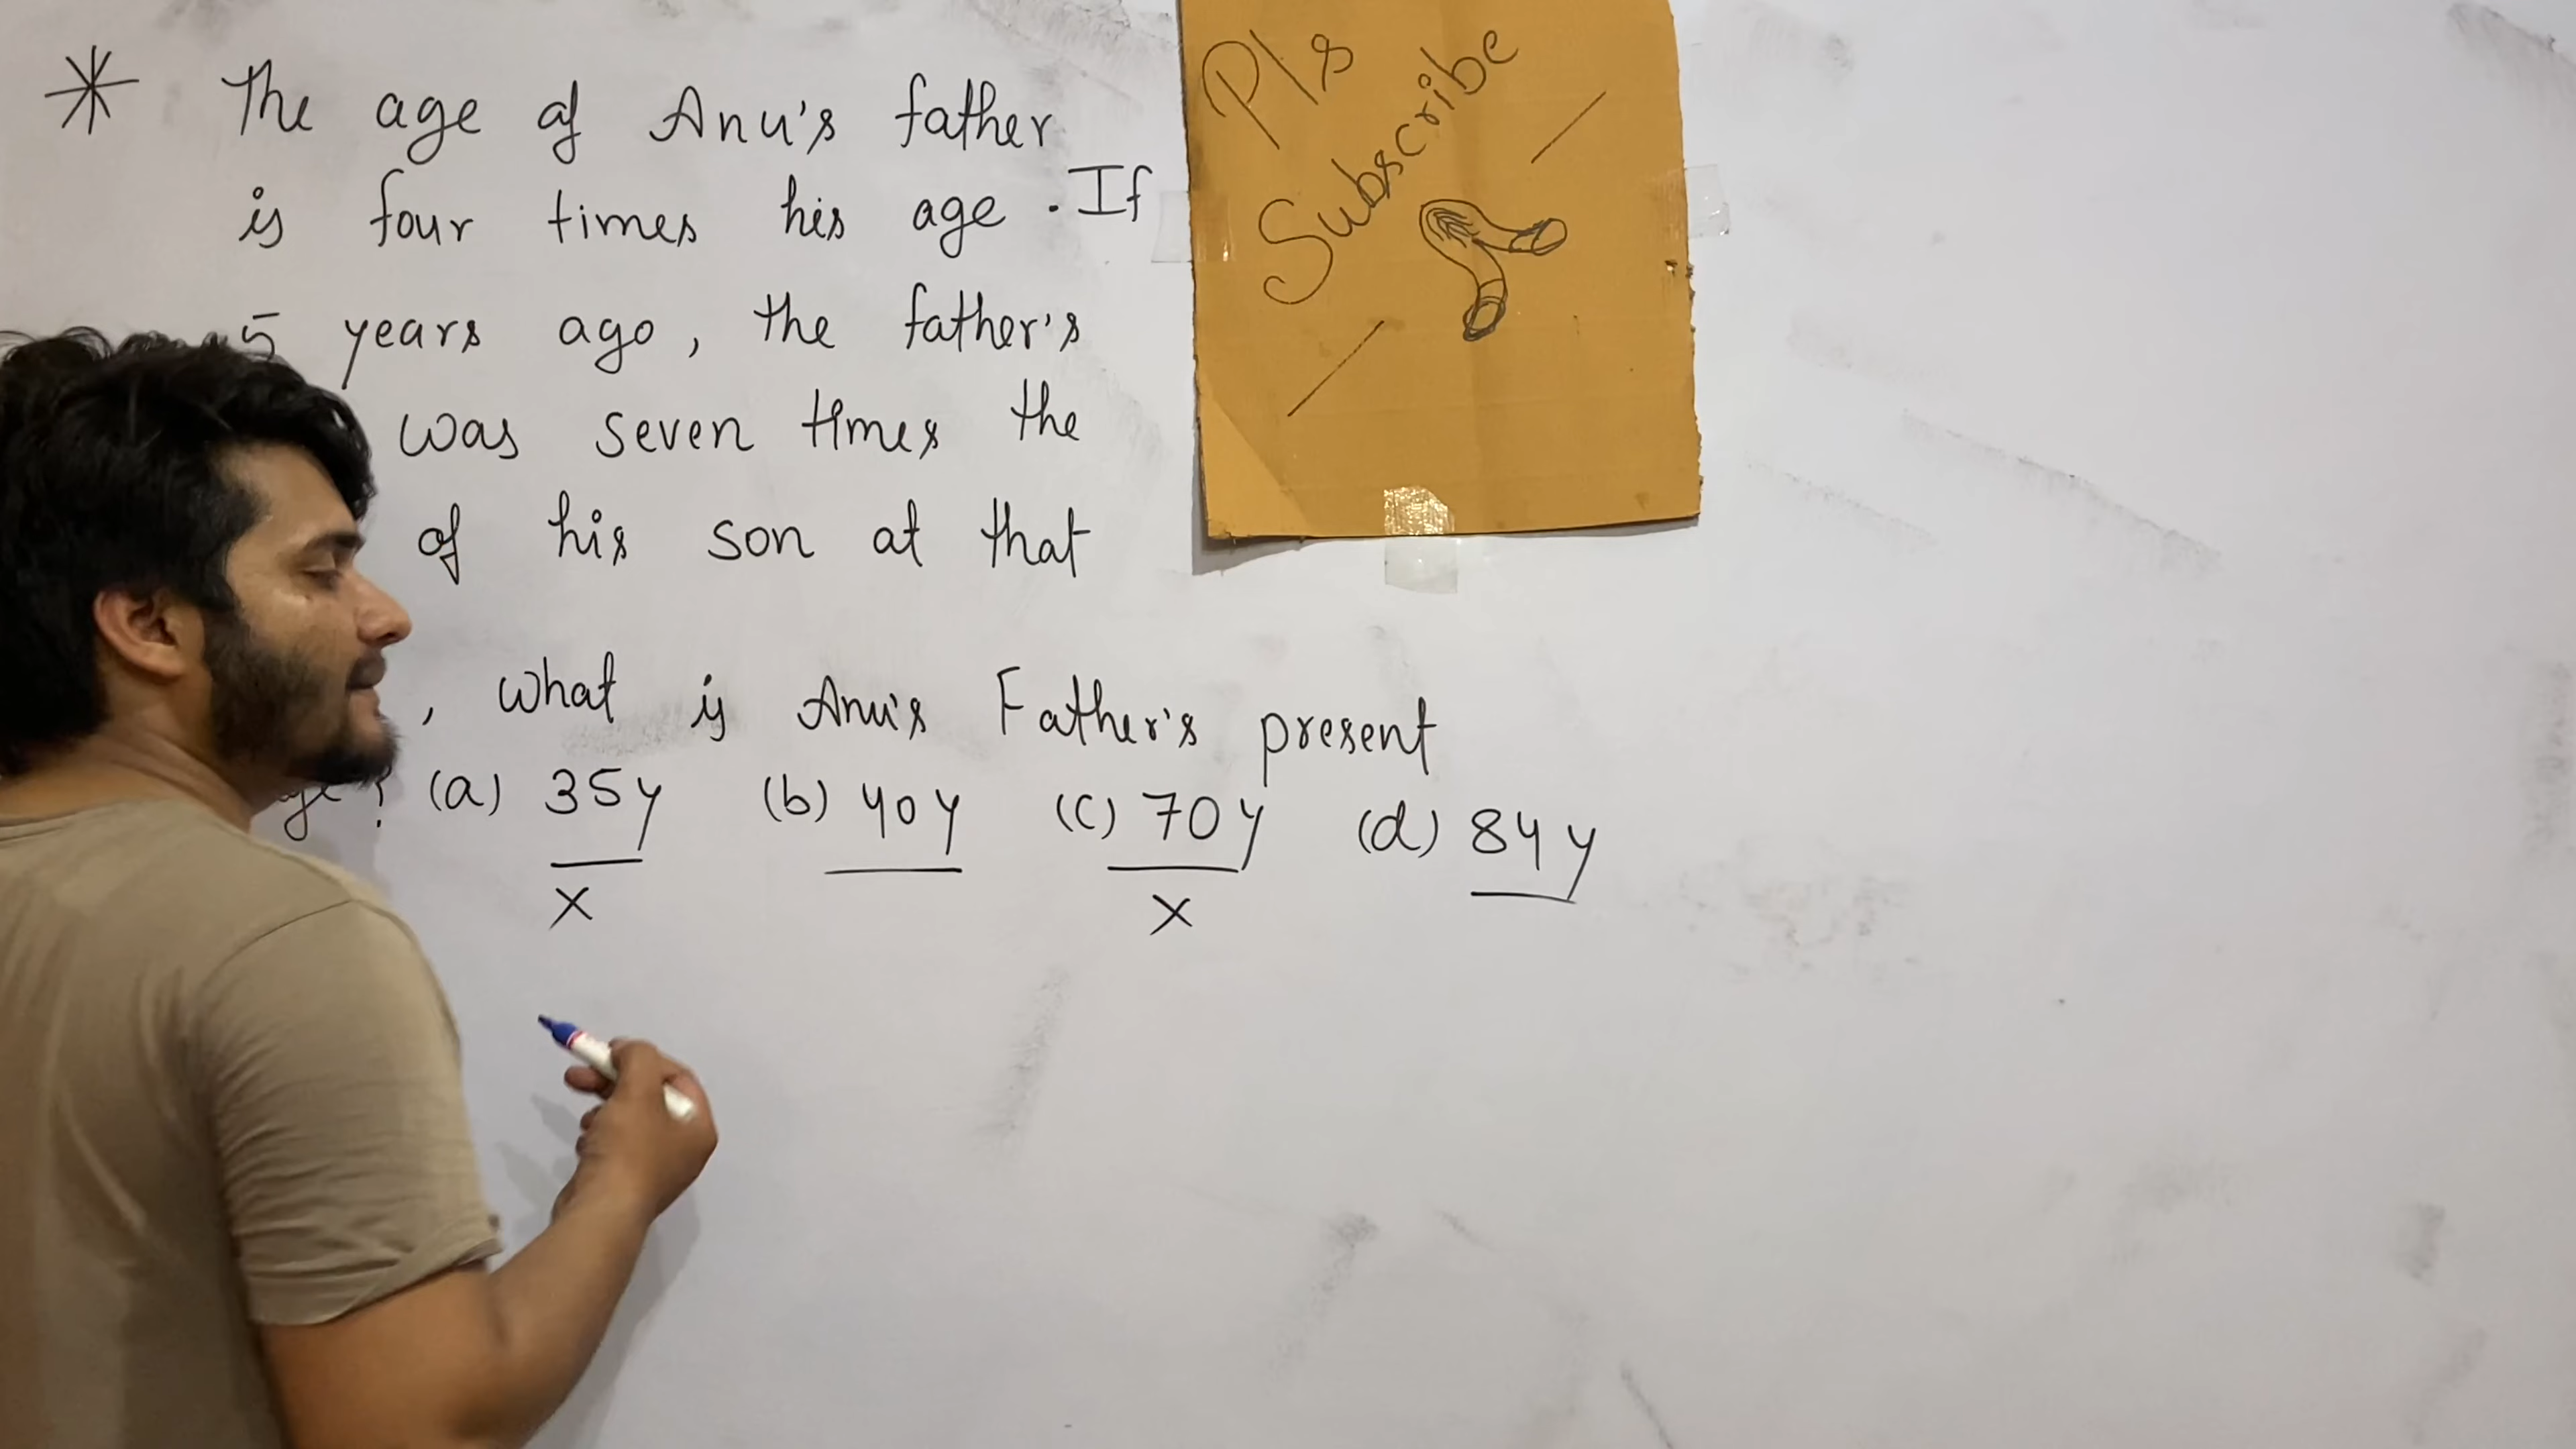 * The age of Anu's father
is four times his age. If
5 years ago, the father's
was seven times the
of his son at that
, what is Anu's Father's present
? (a) 35y (b) 40y (c) 70y (d) 84y
x x
Pls
Subscribe